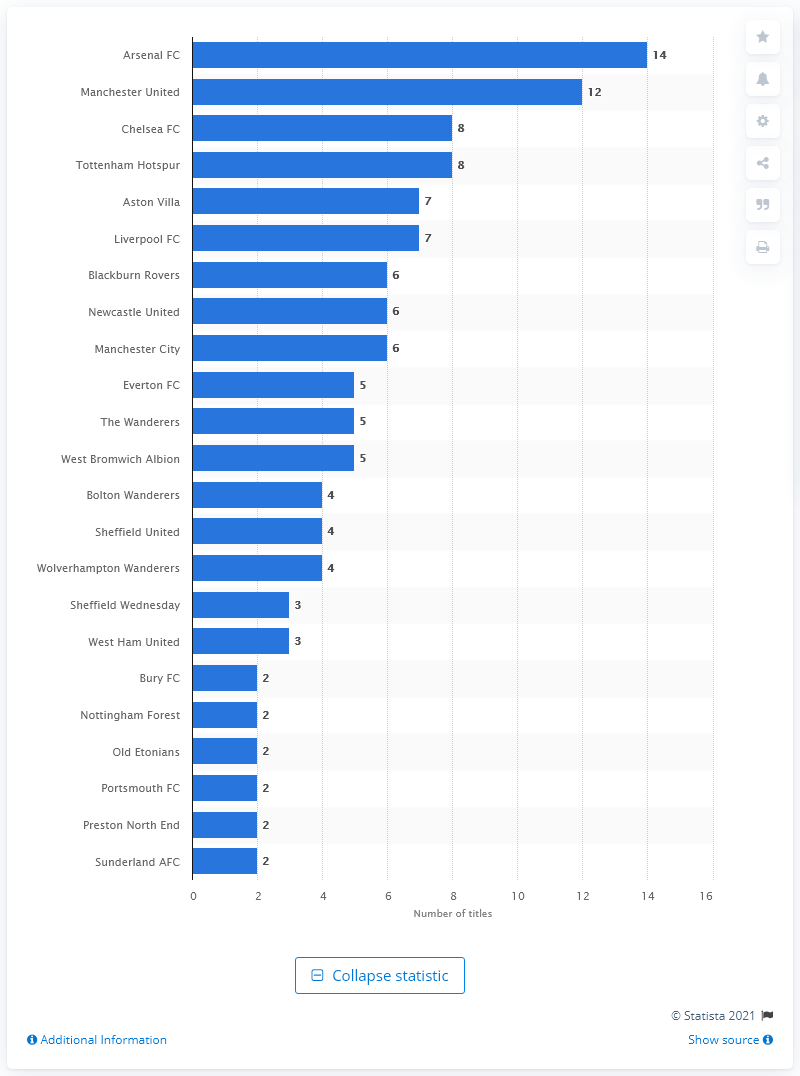 Arsenal FC 14
Manchester United 12
Chelsea FC 8
Tottenham Hotspur 8
Aston Villa 7
Liverpool FC 7
Blackburn Rovers 6
Newcastle United 6
Manchester City 6
Everton FC 5
The Wanderers 5
West Bromwich Albion 5
Bolton Wanderers 4
Sheffield United 4
Wolverhampton Wanderers 4
Sheffield Wednesday 3
West Ham United 3
Bury FC 2
Nottingham Forest 2
Old Etonians 2
Portsmouth FC 2
Preston North End 2
Sunderland AFC 2
0 2 4 6 8 10 12 14 16
Number of titles
Collapse statistic
© Statista 2021
Additional Information Show source